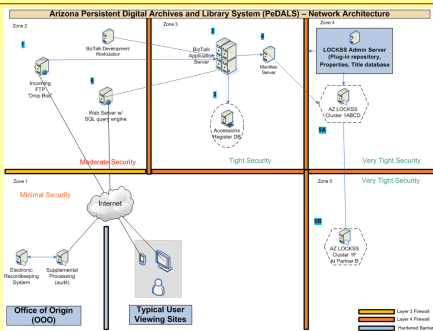 Arizona Persistent Digital Archives and Library System (PeDALS) – Network Architecture
Zone 2
Zone 3
Zone 4
1
2
4
BizTalk Development
Workstation
BizTalk
Application
Server
Manifest
Server
LOCKSS Admin Server
(Plug-in repository,
Properties, Title database)
Incoming
FTP
'Drop Box'
6
3
Web Server w/
SQL query engine
Accessions
Register DB
AZ LOCKSS
Cluster 1ABCD
5A
Moderate Security
Tight Security
Very Tight Security
Zone 1
Zone 5
Very Tight Security
Minimal Security
Internet
5B
Electronic
Recordkeeping
System
Supplemental
Processing
(audit)
AZ LOCKSS
Cluster 1F
At Partner B
Office of Origin
(OOO)
Typical User
Viewing Sites
Layer 3 Firewall
Layer 4 Firewall
Hardened Barrier